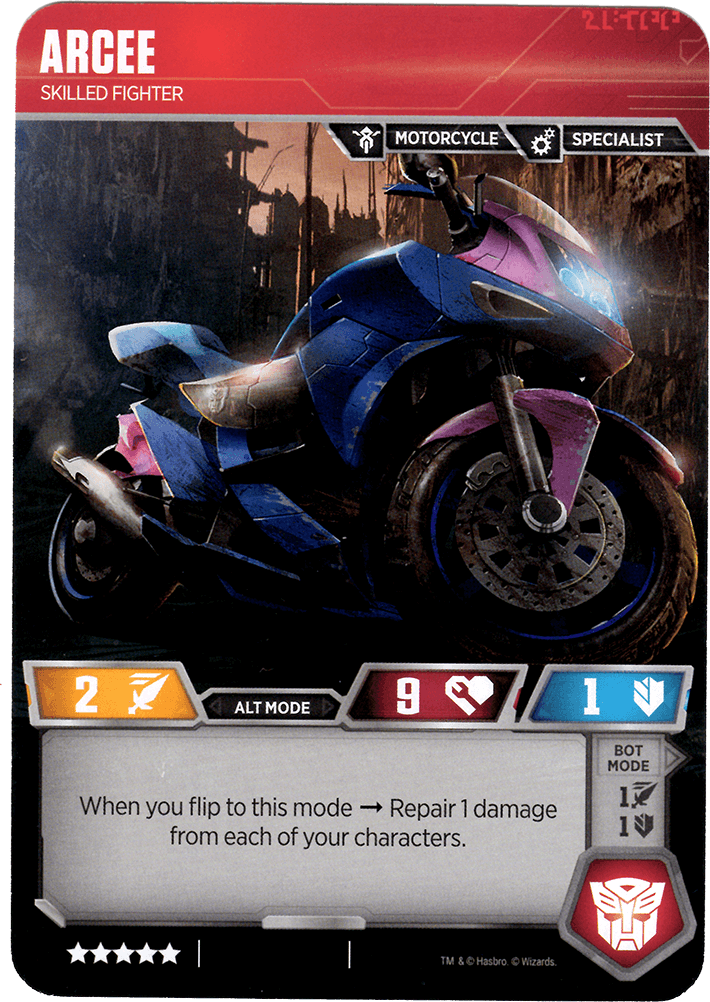 ARCEE
SKILLED FIGHTER
MOTORCYCLE SPECIALIST
2 ALT MODE 9 1
When you flip to this mode → Repair 1 damage
from each of your characters.
BOT
MODE
1
1
TM & © Hasbro. © Wizards.